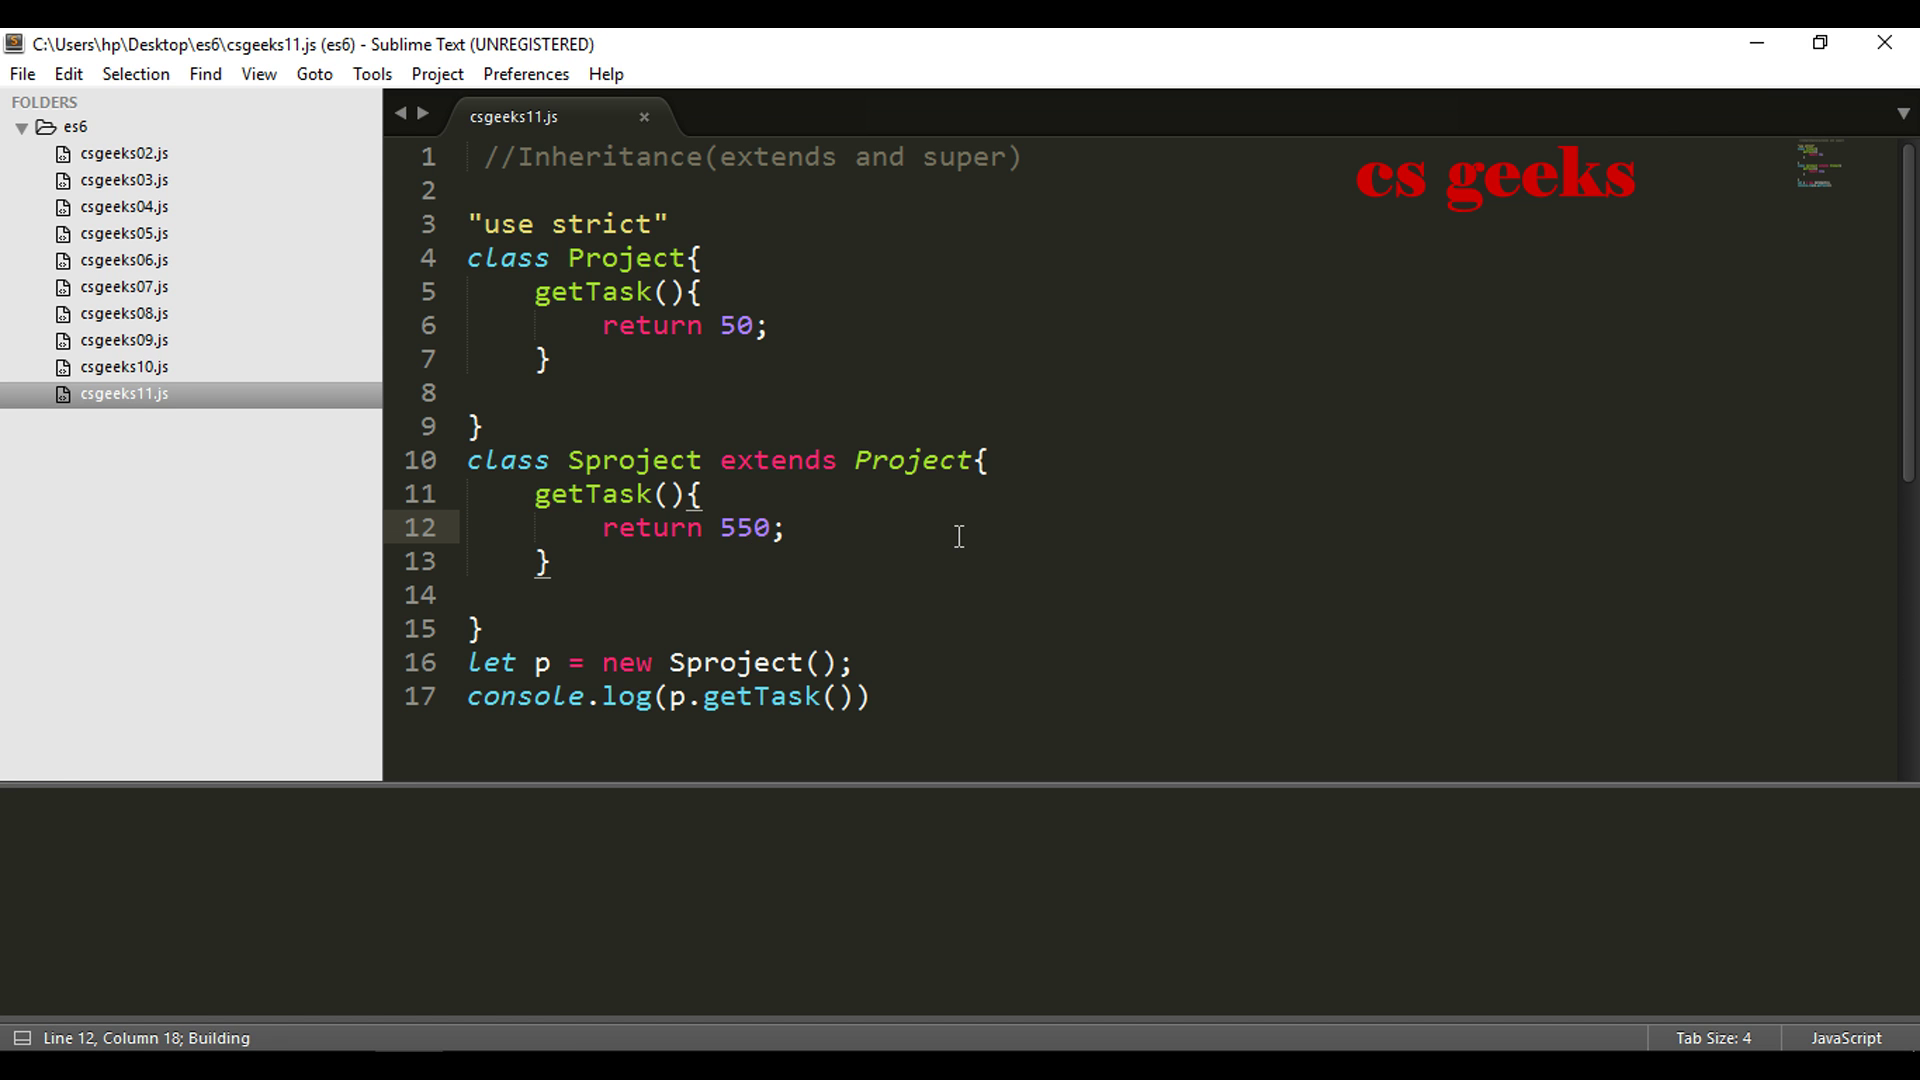 C:\Users\hp\Desktop\es6\csgeeks11.js (es6) - Sublime Text (UNREGISTERED)
File Edit Selection Find View Goto Tools Project Preferences Help
FOLDERS
es6
csgeeks02.js
csgeeks03.js
csgeeks04.js
csgeeks05.js
csgeeks06.js
csgeeks07.js
csgeeks08.js
csgeeks09.js
csgeeks10.js
csgeeks11.js
csgeeks11.js
cs geeks
1 //Inheritance(extends and super)
2
3 "use strict"
4 class Project{
5 getTask(){
6 return 50;
7 }
8
9 }
10 class Sproject extends Project{
11 getTask(){
12 return 550;
13 }
14
15 }
16 let p = new Sproject();
17 console.log(p.getTask())
Line 12, Column 18; Building
Tab Size: 4
JavaScript